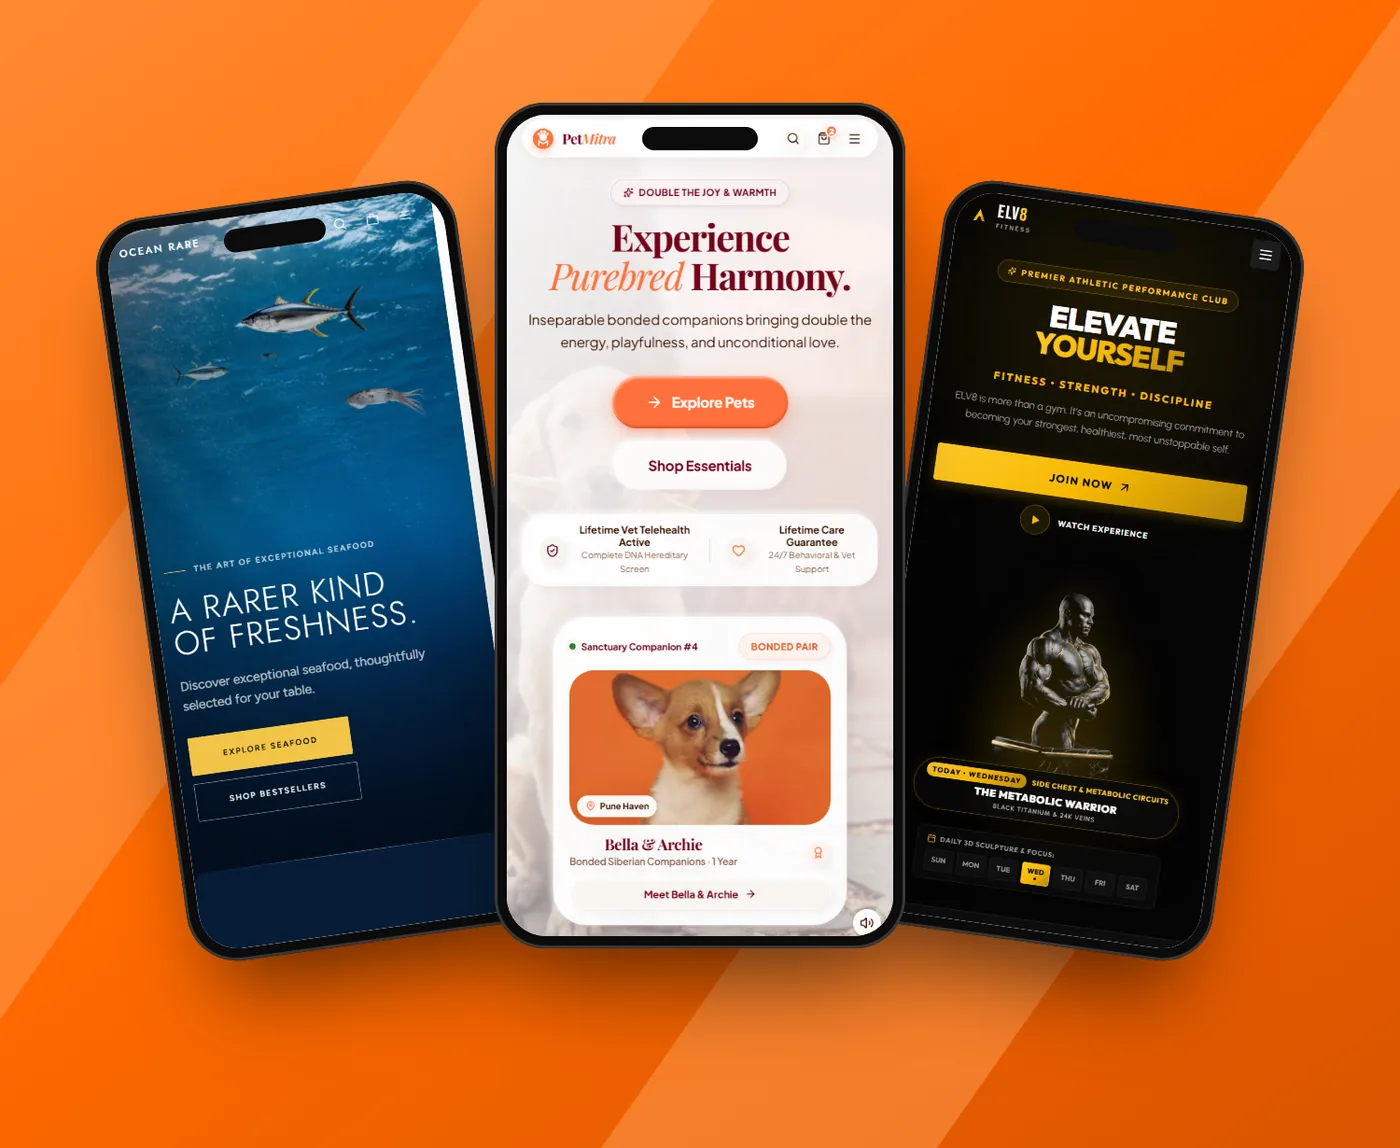 OCEAN RARE
THE ART OF EXCEPTIONAL SEAFOOD
A RARER KIND
OF FRESHNESS.
Discover exceptional seafood, thoughtfully
selected for your table.
EXPLORE SEAFOOD
SHOP BESTSELLERS
PetMitra
2
DOUBLE THE JOY & WARMTH
Experience
Purebred Harmony.
Inseparable bonded companions bringing double the
energy, playfulness, and unconditional love.
Explore Pets
Shop Essentials
Lifetime Vet Telehealth
Active
Complete DNA Hereditary
Screen
Lifetime Care
Guarantee
24/7 Behavioral & Vet
Support
Sanctuary Companion #4
BONDED PAIR
Pune Haven
Bella & Archie
Bonded Siberian Companions · 1 Year
Meet Bella & Archie
ELV8
FITNESS
PREMIER ATHLETIC PERFORMANCE CLUB
ELEVATE
YOURSELF
FITNESS • STRENGTH • DISCIPLINE
ELV8 is more than a gym. It's an uncompromising commitment to
becoming your strongest, healthiest, most unstoppable self.
JOIN NOW
WATCH EXPERIENCE
TODAY • WEDNESDAY SIDE CHEST & METABOLIC CIRCUITS
THE METABOLIC WARRIOR
BLACK TITANIUM & 24K VEINS
DAILY 3D SCULPTURE & FOCUS:
SUN MON TUE WED THU FRI SAT